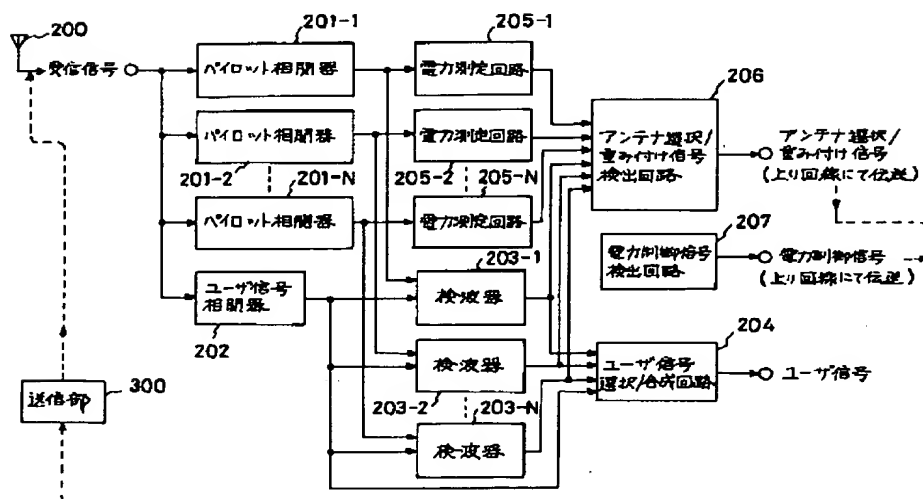 200
受信信号
201-1
パイロット相関器
パイロット相関器
201-2
201-N
パイロット相関器
ユーザ信号
相関器
202
205-1
電力測定回路
電力測定回路
205-2
205-N
電力測定回路
203-1
検波器
検波器
203-2
203-N
検波器
206
アンテナ選択/
重み付け信号
検出回路
アンテナ選択/
重み付け信号
(上り回線にて伝送)
207
電力制御信号
検出回路
電力制御信号
(上り回線にて伝送)
204
ユーザ信号
選択/合成回路
ユーザ信号
300
送信部